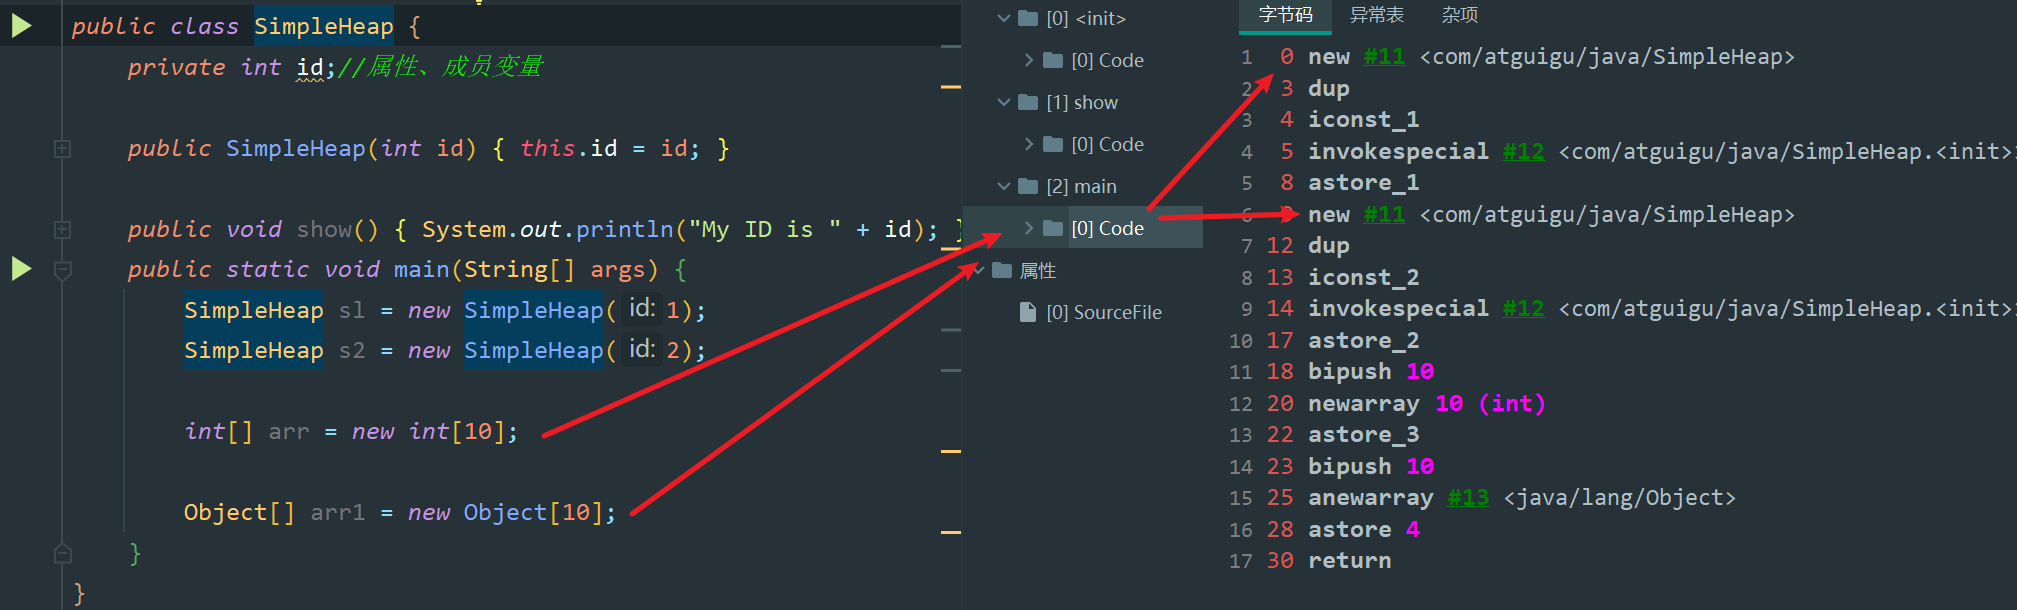 public class SimpleHeap {
private int id;//属性、成员变量
public SimpleHeap(int id) { this.id = id; }
public void show() { System.out.println("My ID is " + id); }
public static void main(String[] args) {
SimpleHeap sl = new SimpleHeap( id: 1);
SimpleHeap s2 = new SimpleHeap( id: 2);
int[] arr = new int[10];
Object[] arr1 = new Object[10];
}
}
[0] <init>
[0] Code
[1] show
[0] Code
[2] main
[0] Code
属性
[0] SourceFile
字节码 异常表 杂项
1 0 new #11 <com/atguigu/java/SimpleHeap>
2 3 dup
3 4 iconst_1
4 5 invokespecial #12 <com/atguigu/java/SimpleHeap.<init>
5 8 astore_1
6 9 new #11 <com/atguigu/java/SimpleHeap>
7 12 dup
8 13 iconst_2
9 14 invokespecial #12 <com/atguigu/java/SimpleHeap.<init>
10 17 astore_2
11 18 bipush 10
12 20 newarray 10 (int)
13 22 astore_3
14 23 bipush 10
15 25 anewarray #13 <java/lang/Object>
16 28 astore 4
17 30 return